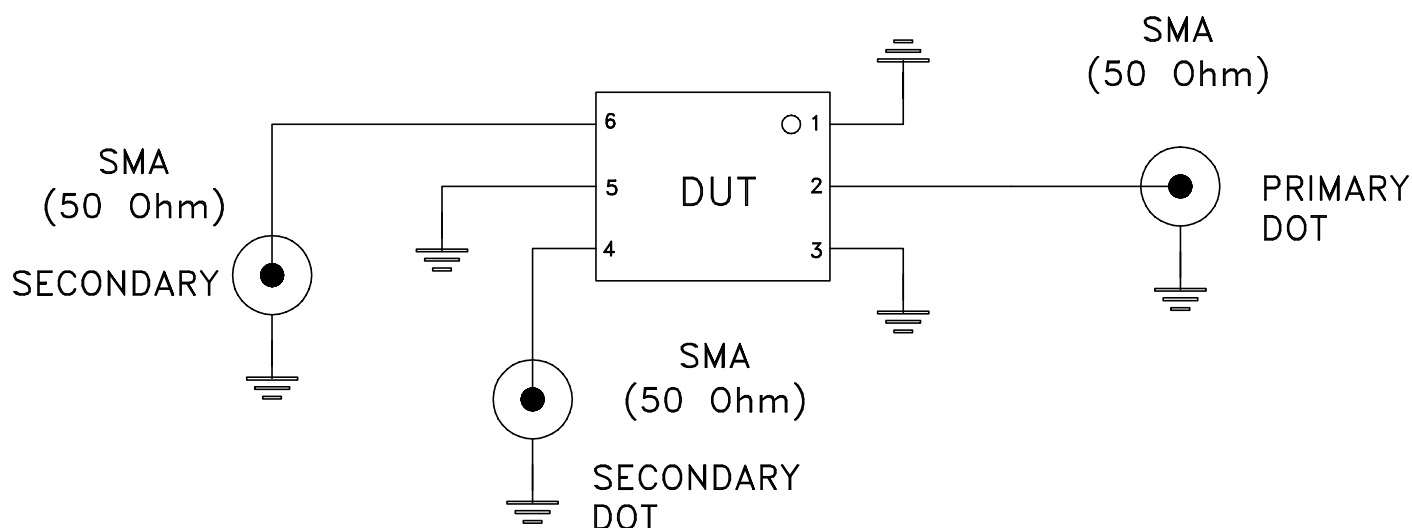 SMA
(50 Ohm)
SMA
(50 Ohm)
SECONDARY
6
5
4
DUT
1
2
3
PRIMARY
DOT
SMA
(50 Ohm)
SECONDARY
DOT